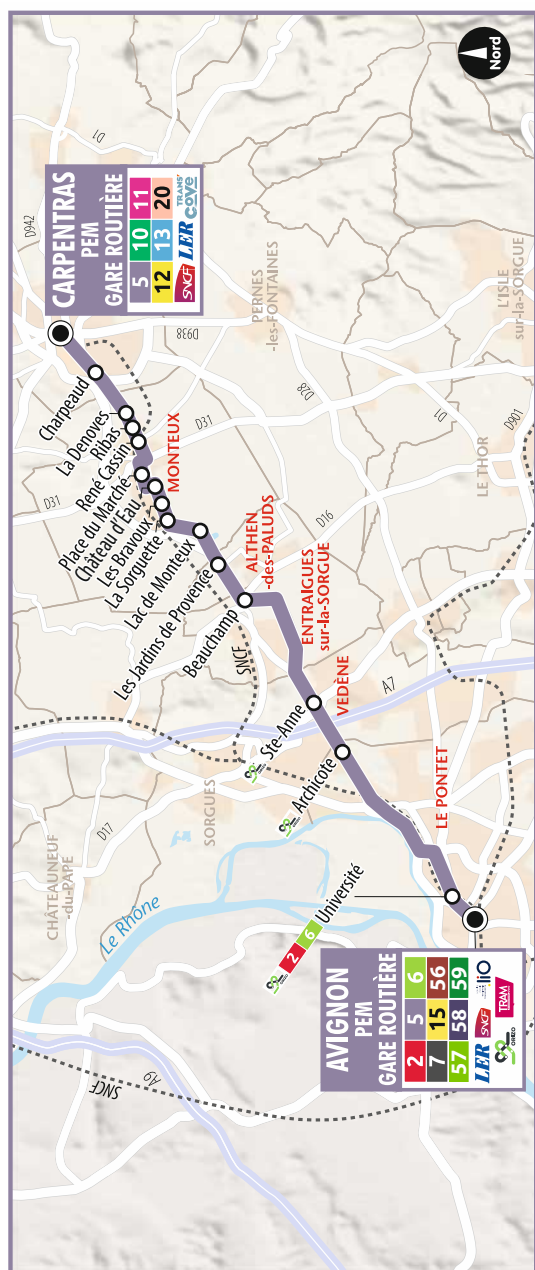 Nord
CARPENTRAS
PEM
GARE ROUTIÈRE
5 10 11
12 13 20
SNCF LER TRANS'
cove
D1
D942
D938
PERNES
-les-FONTAINES
L'ISLE
sur-la-SORGUE
D31
D28
D1
D901
D31
D16
LE THOR
Charpeaud
La Denoves
Ribas
René Cassin
Place du Marché
Château d'Eau
Les Bravoux
La Sorguette
Lac de Monteux
Les Jardins de Provence
Beauchamp
MONTEUX
ALTHEN
-des-PALUDS
ENTRAIGUES
sur-la-SORGUE
SNCF
VEDÈNE
A7
Ste-Anne
Archicote
SORGUES
D17
CHÂTEAUNEUF
-du-PAPE
Le Rhône
LE PONTET
2 6 Université
AVIGNON
PEM
GARE ROUTIÈRE
2 5 6
7 15 56
57 58 59
LER SNCF liO
ORIZO TRAM
A9
SNCF